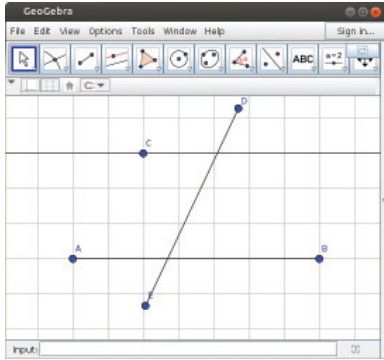 GeoGebra
File Edit View Options Tools Window Help Sign in...
ABC a=2
D
C
A B
E
Input: